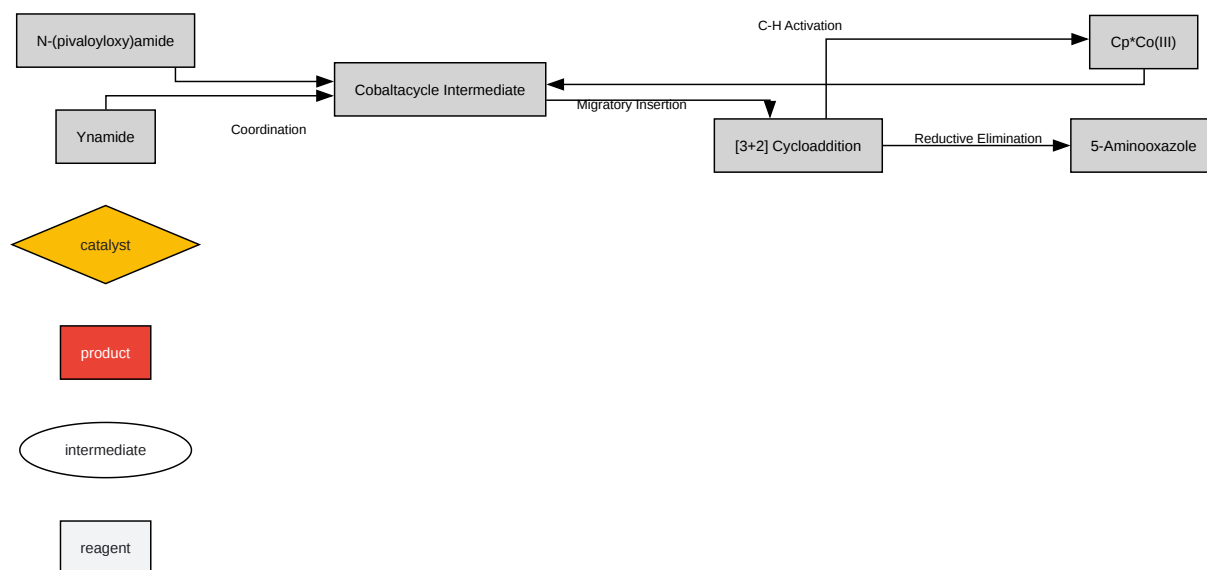 N-(pivaloyloxy)amide
Ynamide
Coordination
Cobaltacycle Intermediate
Migratory Insertion
C-H Activation
[3+2] Cycloaddition
Reductive Elimination
Cp*Co(III)
5-Aminooxazole
catalyst
product
intermediate
reagent